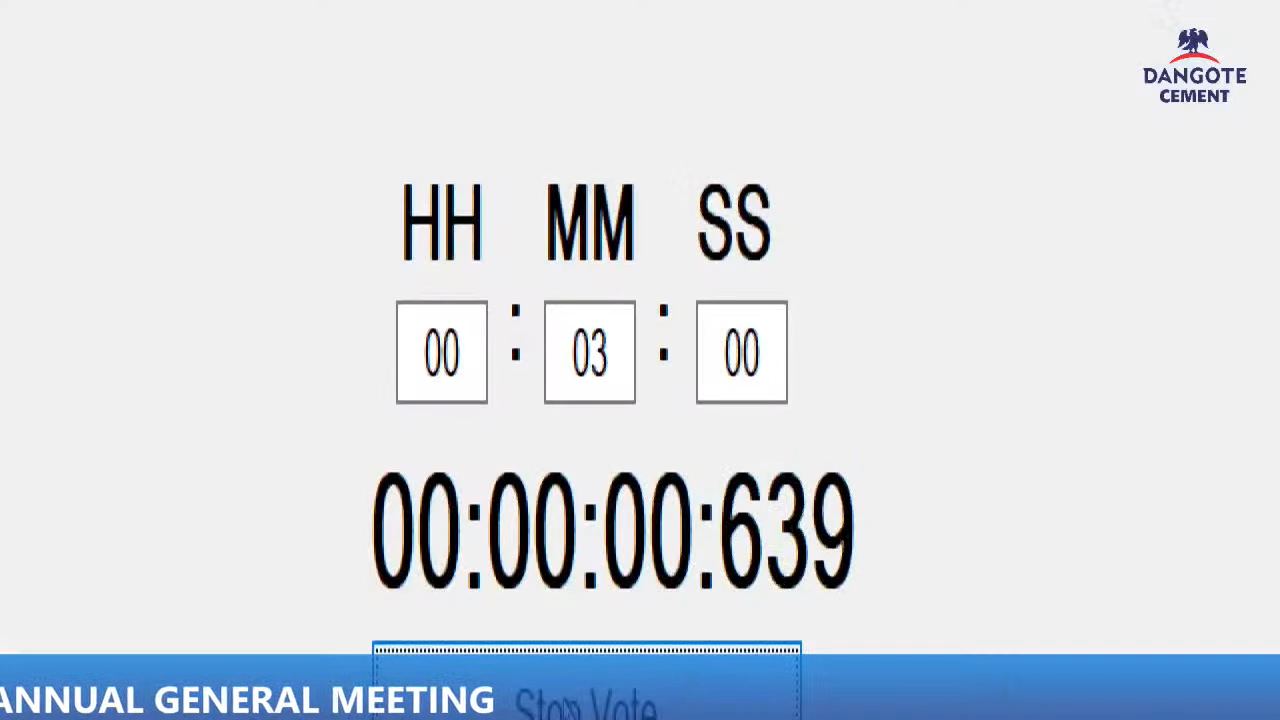 DANGOTE
CEMENT
HH MM SS
00 : 03 : 00
00:00:00:639
Stop Vote
ANNUAL GENERAL MEETING